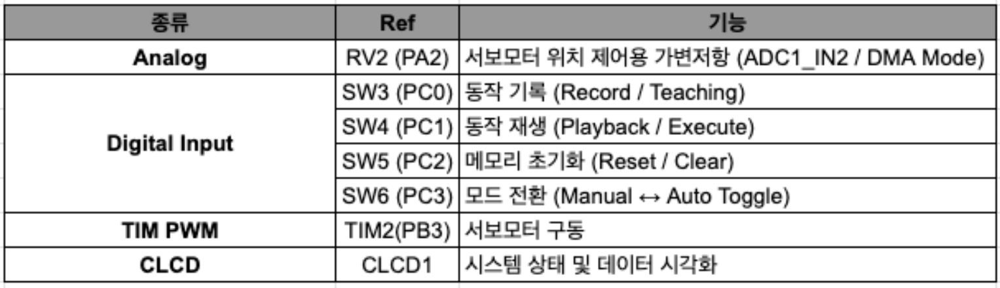 종류 Ref 기능
Analog RV2 (PA2) 서보모터 위치 제어용 가변저항 (ADC1_IN2 / DMA Mode)
Digital Input SW3 (PC0) 동작 기록 (Record / Teaching)
SW4 (PC1) 동작 재생 (Playback / Execute)
SW5 (PC2) 메모리 초기화 (Reset / Clear)
SW6 (PC3) 모드 전환 (Manual ↔ Auto Toggle)
TIM PWM TIM2(PB3) 서보모터 구동
CLCD CLCD1 시스템 상태 및 데이터 시각화